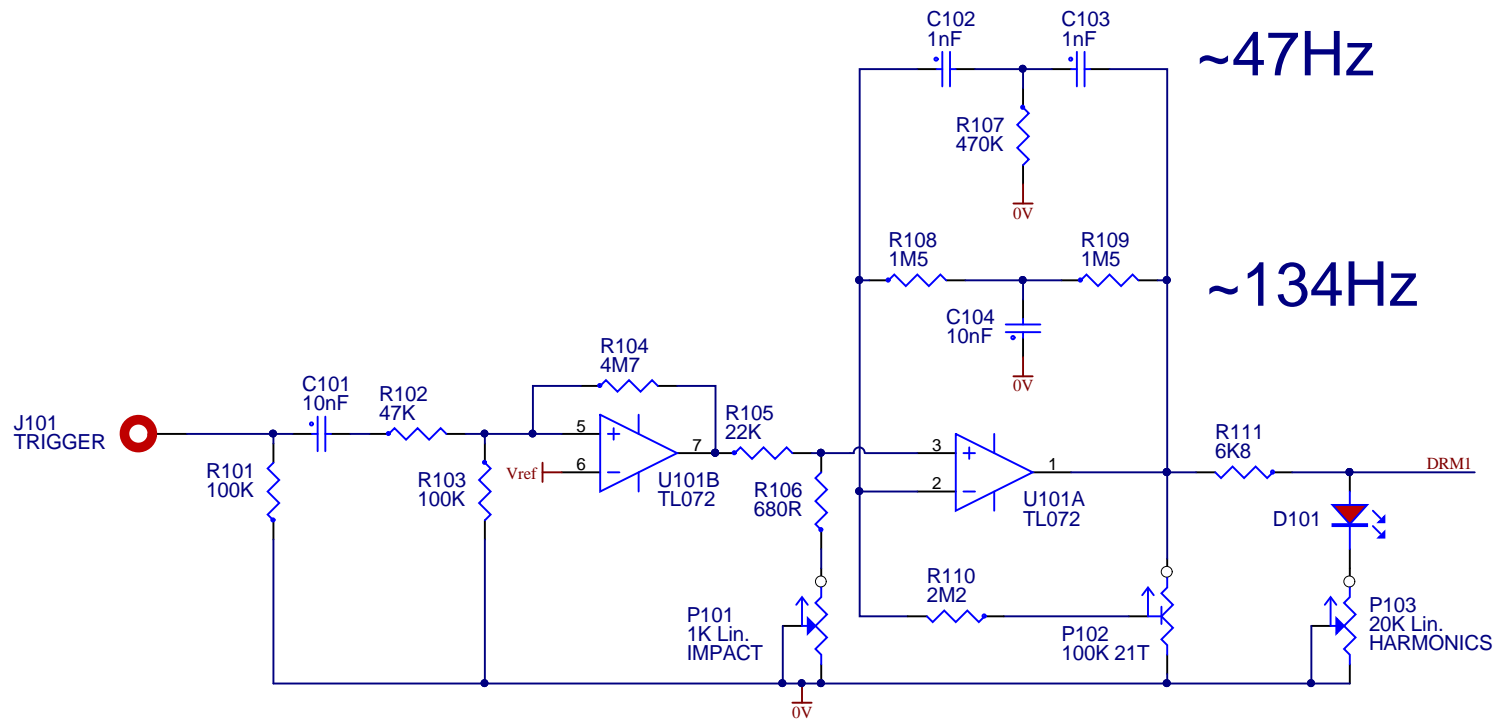 C102
1nF
C103
1nF
~47Hz
R107
470K
0V
R108
1M5
R109
1M5
~134Hz
C104
10nF
0V
R104
4M7
J101
TRIGGER
C101
10nF
R102
47K
R101
100K
R103
100K
5
6
7
Vref
U101B
TL072
R105
22K
R106
680R
3
2
1
U101A
TL072
R111
6K8
DRM1
D101
R110
2M2
P101
1K Lin.
IMPACT
P102
100K 21T
P103
20K Lin.
HARMONICS
0V